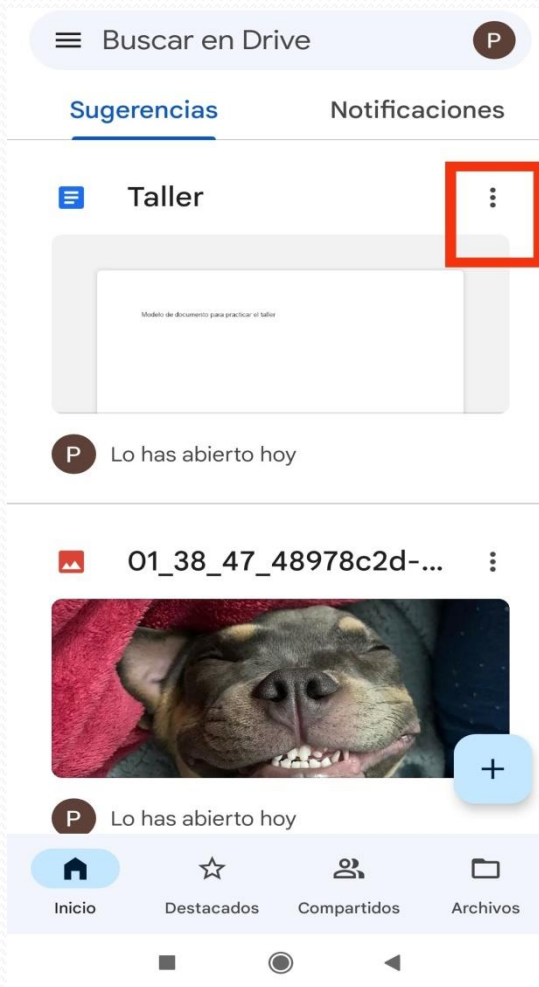 Buscar en Drive
P
Sugerencias
Notificaciones
Taller
Modelo de documento para practicar el taller
P
Lo has abierto hoy
01_38_47_48978c2d-...
P
Lo has abierto hoy
Inicio
Destacados
Compartidos
Archivos